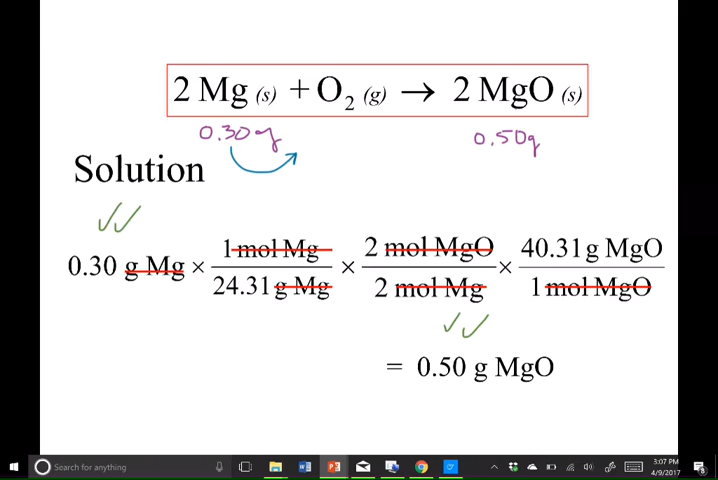 2 Mg (s) + O2 (g) → 2 MgO (s)
0.30g 0.50g
Solution
0.30 g Mg × 1 mol Mg / 24.31 g Mg × 2 mol MgO / 2 mol Mg × 40.31 g MgO / 1 mol MgO
= 0.50 g MgO
Search for anything
3:07 PM
4/9/2017